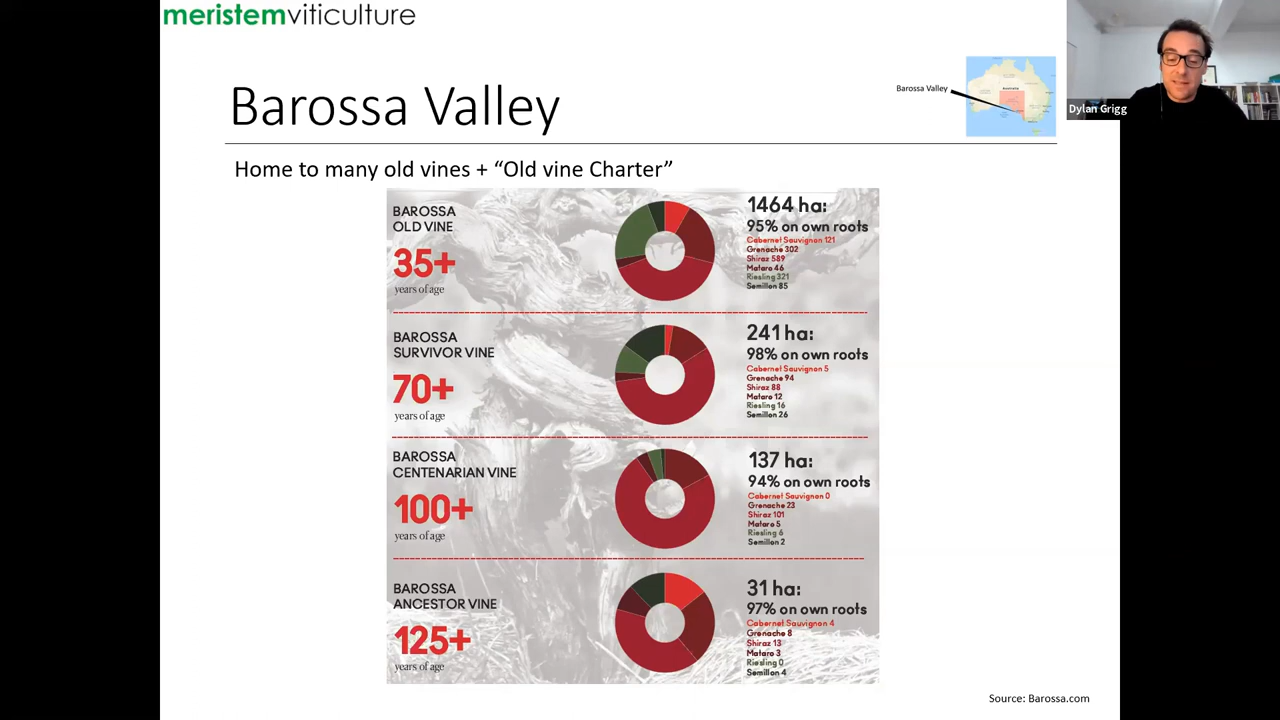 meristemviticulture
Barossa Valley
Barossa Valley
Dylan Grigg
Home to many old vines + “Old vine Charter”
BAROSSA
OLD VINE
35+
years of age
1464 ha:
95% on own roots
Cabernet Sauvignon 121
Grenache 302
Shiraz 589
Mataro 46
Riesling 321
Semillon 85
BAROSSA
SURVIVOR VINE
70+
years of age
241 ha:
98% on own roots
Cabernet Sauvignon 5
Grenache 94
Shiraz 88
Mataro 12
Riesling 16
Semillon 26
BAROSSA
CENTENARIAN VINE
100+
years of age
137 ha:
94% on own roots
Cabernet Sauvignon 0
Grenache 23
Shiraz 101
Mataro 5
Riesling 6
Semillon 2
BAROSSA
ANCESTOR VINE
125+
years of age
31 ha:
97% on own roots
Cabernet Sauvignon 4
Grenache 8
Shiraz 13
Mataro 3
Riesling 0
Semillon 4
Source: Barossa.com